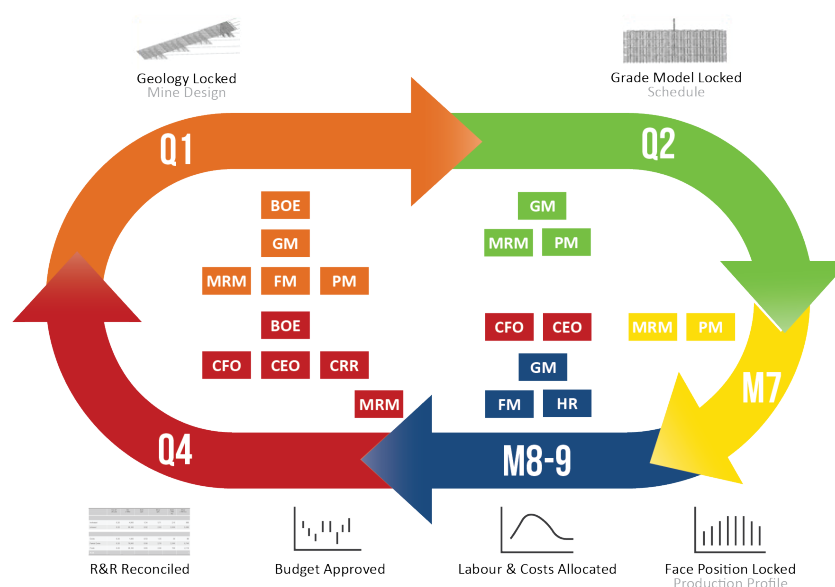 Geology Locked
Mine Design
Grade Model Locked
Schedule
Q1
Q2
BOE
GM
MRM FM PM
GM
MRM PM
BOE
CFO CEO CRR
MRM
CFO CEO
GM
FM HR
MRM PM
M7
Q4
M8-9
R&R Reconciled
Budget Approved
Labour & Costs Allocated
Face Position Locked
Production Profile